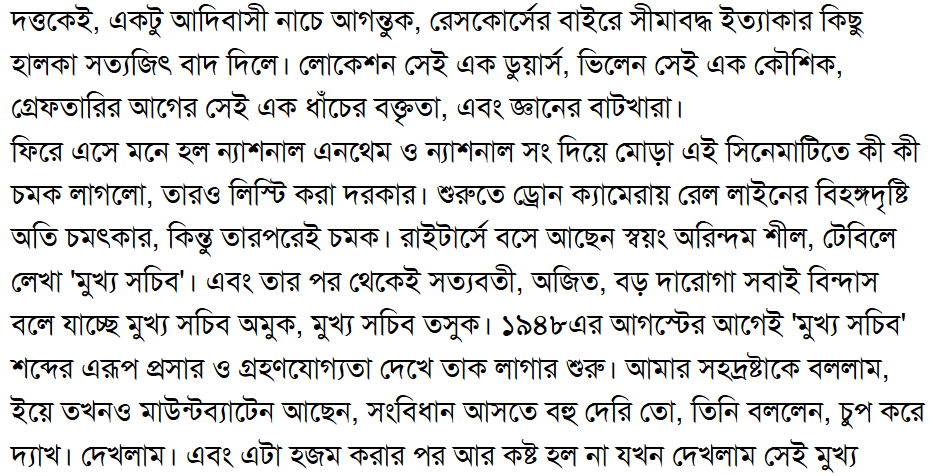 দত্তকেই, একটু আদিবাসী নাচে আগন্তুক, রেসকোর্সের বাইরে সীমাবদ্ধ ইত্যাকার কিছু
হালকা সত্যজিৎ বাদ দিলে। লোকেশন সেই এক ডুয়ার্স, ভিলেন সেই এক কৌশিক,
গ্রেফতারির আগের সেই এক ধাঁচের বক্তৃতা, এবং জ্ঞানের বাটখারা।
ফিরে এসে মনে হল ন্যাশনাল এনথেম ও ন্যাশনাল সং দিয়ে মোড়া এই সিনেমাটিতে কী কী
চমক লাগলো, তারও লিস্টি করা দরকার। শুরুতে ড্রোন ক্যামেরায় রেল লাইনের বিহঙ্গদৃষ্টি
অতি চমৎকার, কিন্তু তারপরেই চমক। রাইটার্সে বসে আছেন স্বয়ং অরিন্দম শীল, টেবিলে
লেখা 'মুখ্য সচিব'। এবং তার পর থেকেই সত্যবতী, অজিত, বড় দারোগা সবাই বিন্দাস
বলে যাচ্ছে মুখ্য সচিব অমুক, মুখ্য সচিব তসুক। ১৯৪৮এর আগস্টের আগেই 'মুখ্য সচিব'
শব্দের এরূপ প্রসার ও গ্রহণযোগ্যতা দেখে তাক লাগার শুরু। আমার সহদ্রষ্টাকে বললাম,
ইয়ে তখনও মাউন্টব্যাটেন আছেন, সংবিধান আসতে বহু দেরি তো, তিনি বললেন, চুপ করে
দ্যাখ। দেখলাম। এবং এটা হজম করার পর আর কষ্ট হল না যখন দেখলাম সেই মুখ্য